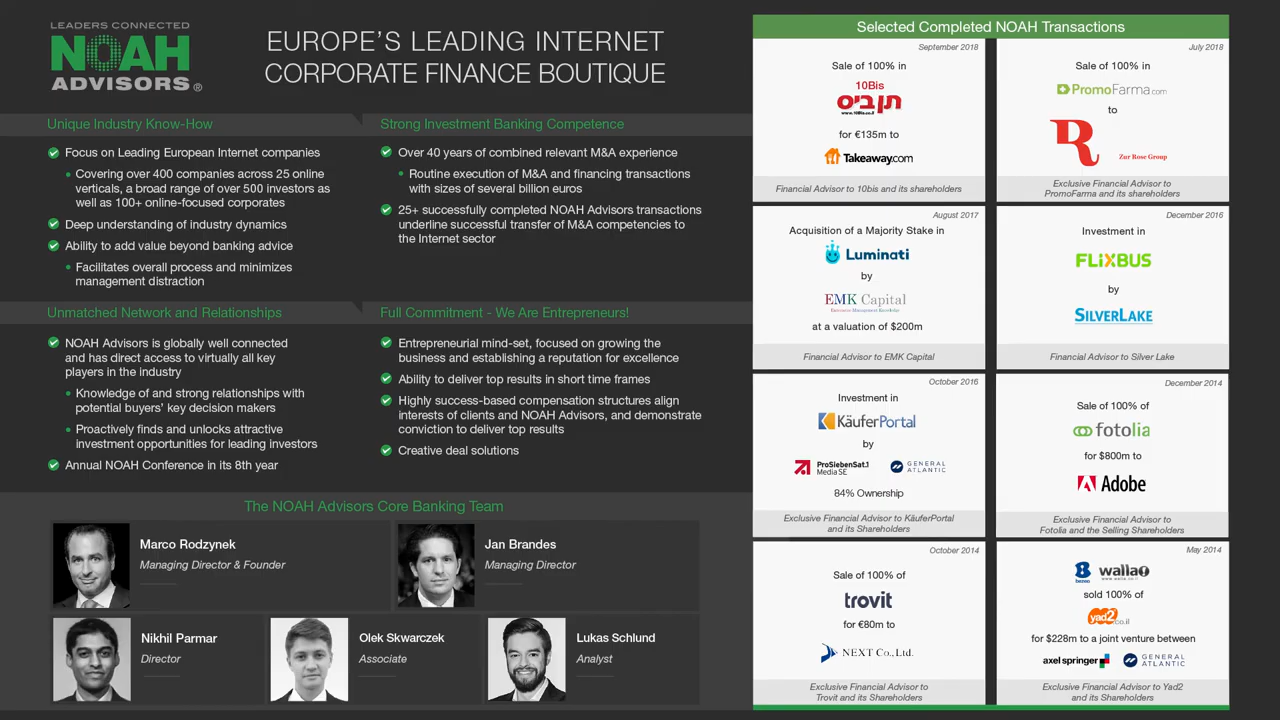 LEADERS CONNECTED
NOAH
ADVISORS®
EUROPE'S LEADING INTERNET
CORPORATE FINANCE BOUTIQUE
Unique Industry Know-How
Focus on Leading European Internet companies
Covering over 400 companies across 25 online
verticals, a broad range of over 500 investors as
well as 100+ online-focused corporates
Deep understanding of industry dynamics
Ability to add value beyond banking advice
Facilitates overall process and minimizes
management distraction
Strong Investment Banking Competence
Over 40 years of combined relevant M&A experience
Routine execution of M&A and financing transactions
with sizes of several billion euros
25+ successfully completed NOAH Advisors transactions
underline successful transfer of M&A competencies to
the Internet sector
Unmatched Network and Relationships
NOAH Advisors is globally well connected
and has direct access to virtually all key
players in the industry
Knowledge of and strong relationships with
potential buyers' key decision makers
Proactively finds and unlocks attractive
investment opportunities for leading investors
Annual NOAH Conference in its 8th year
Full Commitment - We Are Entrepreneurs!
Entrepreneurial mind-set, focused on growing the
business and establishing a reputation for excellence
Ability to deliver top results in short time frames
Highly success-based compensation structures align
interests of clients and NOAH Advisors, and demonstrate
conviction to deliver top results
Creative deal solutions
The NOAH Advisors Core Banking Team
Marco Rodzynek
Managing Director & Founder
Jan Brandes
Managing Director
Nikhil Parmar
Director
Olek Skwarczek
Associate
Lukas Schlund
Analyst
Selected Completed NOAH Transactions
September 2018
Sale of 100% in
10Bis
תן ביס
www.10Bis.co.il
for €135m to
Takeaway.com
Financial Advisor to 10bis and its shareholders
July 2018
Sale of 100% in
PromoFarma.com
to
R
Zur Rose Group
Exclusive Financial Advisor to
PromoFarma and its shareholders
August 2017
Acquisition of a Majority Stake in
Luminati
by
EMK Capital
Execution Management Knowledge
at a valuation of $200m
Financial Advisor to EMK Capital
December 2016
Investment in
FLiXBUS
by
SILVERLAKE
Financial Advisor to Silver Lake
October 2016
Investment in
KäuferPortal
by
ProSiebenSat.1
Media SE
GENERAL
ATLANTIC
84% Ownership
Exclusive Financial Advisor to KäuferPortal
and its Shareholders
December 2014
Sale of 100% of
fotolia
for $800m to
Adobe
Exclusive Financial Advisor to
Fotolia and the Selling Shareholders
October 2014
Sale of 100% of
trovit
for €80m to
NEXT Co., Ltd.
Exclusive Financial Advisor to
Trovit and its Shareholders
May 2014
walla
www.walla.co.il
sold 100% of
yad2
co.il
for $228m to a joint venture between
axel springer
GENERAL
ATLANTIC
Exclusive Financial Advisor to Yad2
and its Shareholders